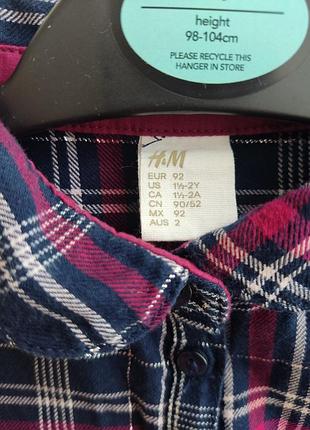 height
98-104cm
PLEASE RECYCLE THIS
HANGER IN STORE
H&M
EUR 92
US 1½-2Y
CA 1½-2A
CN 90/52
MX 92
AUS 2